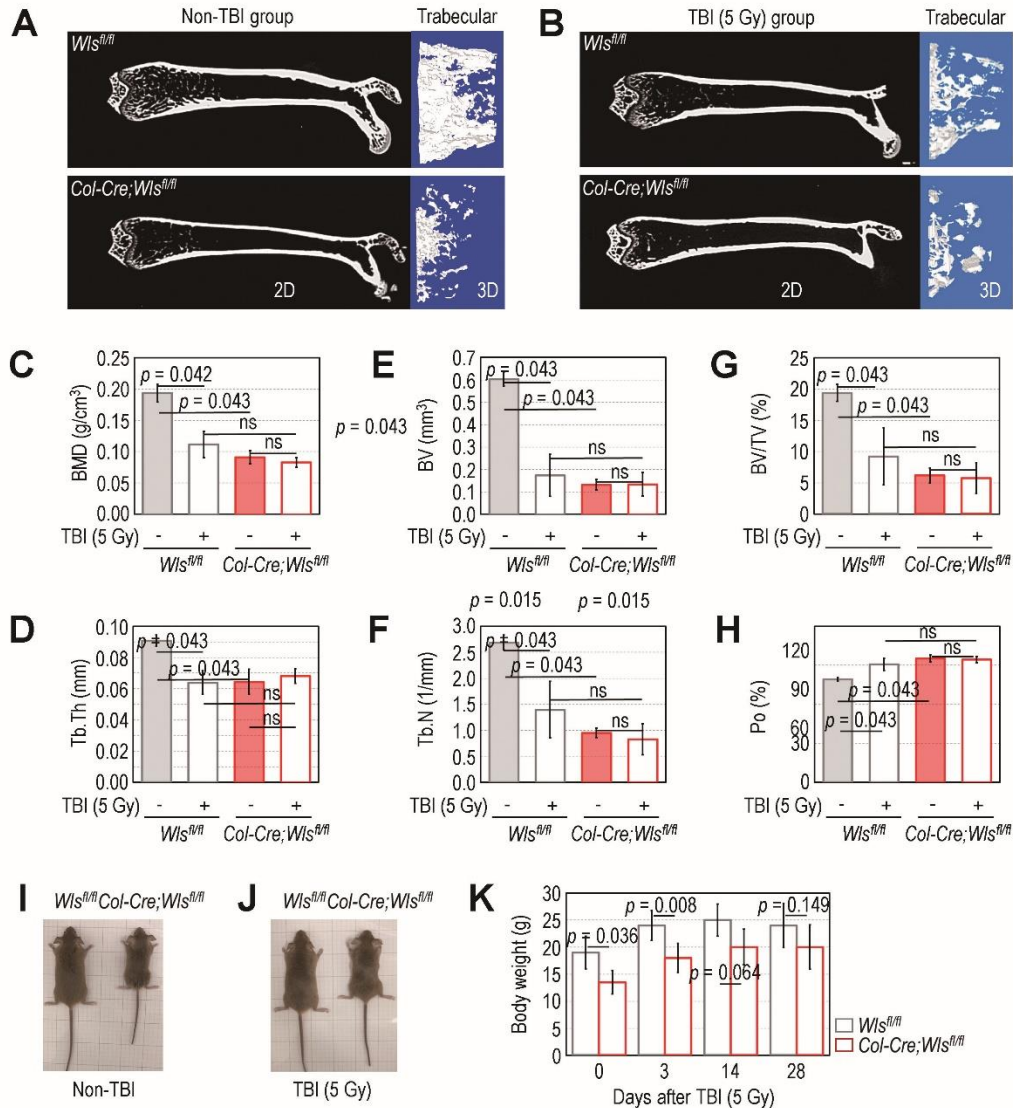 A
Non-TBI group
Trabecular
Wls^fl/fl
Col-Cre;Wls^fl/fl
2D
3D
B
TBI (5 Gy) group
Trabecular
Wls^fl/fl
Col-Cre;Wls^fl/fl
2D
3D
C
BMD (g/cm³)
0.25
0.20
0.15
0.10
0.05
0.00
p = 0.042
p = 0.043
ns
ns
TBI (5 Gy) - + - +
Wls^fl/fl Col-Cre;Wls^fl/fl
p = 0.043
E
BV (mm³)
0.7
0.6
0.5
0.4
0.3
0.2
0.1
0.0
p = 0.043
p = 0.043
ns
ns
TBI (5 Gy) - + - +
Wls^fl/fl Col-Cre;Wls^fl/fl
G
BV/TV (%)
25
20
15
10
5
0
p = 0.043
p = 0.043
ns
ns
TBI (5 Gy) - + - +
Wls^fl/fl Col-Cre;Wls^fl/fl
D
Tb.Th (mm)
0.10
0.08
0.06
0.04
0.02
0.00
p = 0.043
p = 0.043
ns
ns
TBI (5 Gy) - + - +
Wls^fl/fl Col-Cre;Wls^fl/fl
p = 0.015 p = 0.015
F
Tb.N (1/mm)
3.0
2.5
2.0
1.5
1.0
0.5
0.0
p = 0.043
p = 0.043
ns
ns
TBI (5 Gy) - + - +
Wls^fl/fl Col-Cre;Wls^fl/fl
H
Po (%)
120
90
60
30
0
ns
ns
p = 0.043
p = 0.043
TBI (5 Gy) - + - +
Wls^fl/fl Col-Cre;Wls^fl/fl
I
Wls^fl/fl Col-Cre;Wls^fl/fl
Non-TBI
J
Wls^fl/fl Col-Cre;Wls^fl/fl
TBI (5 Gy)
K
Body weight (g)
30
25
20
15
10
5
0
p = 0.036
p = 0.008
p = 0.064
p = 0.149
0 3 14 28
Days after TBI (5 Gy)
Wls^fl/fl
Col-Cre;Wls^fl/fl